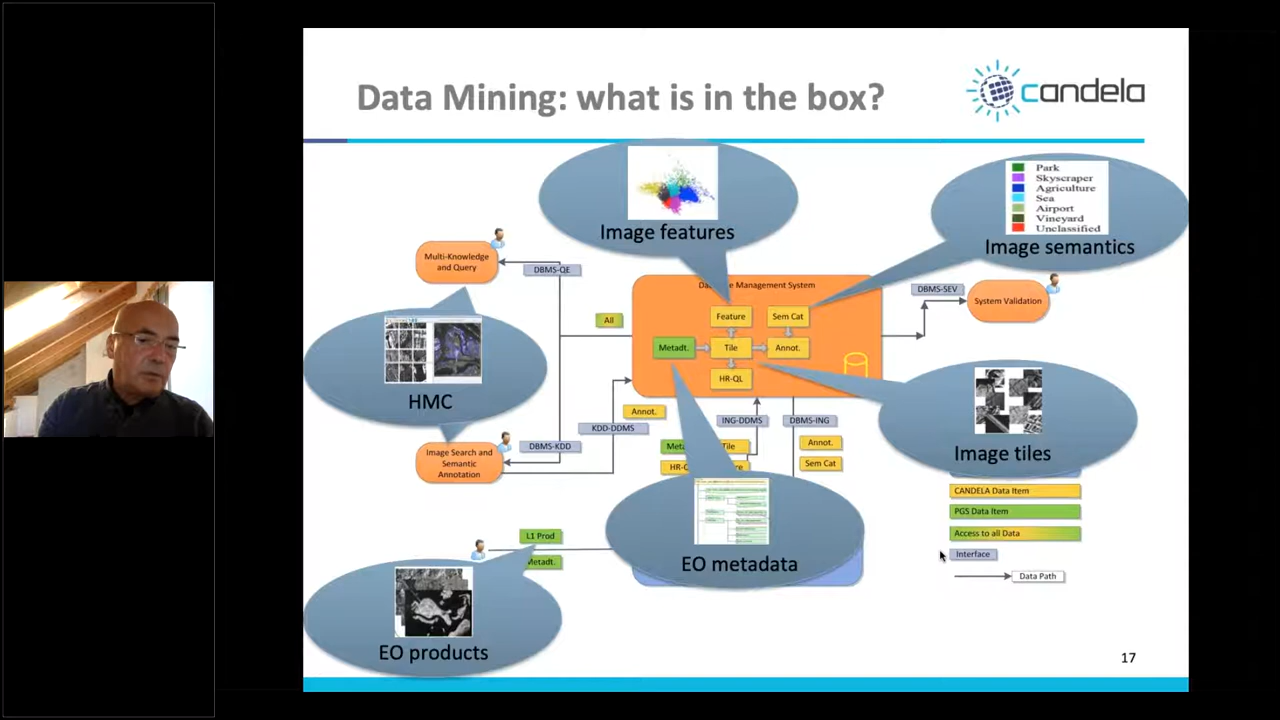 Data Mining: what is in the box?
candela
Image features
Park
Skyscraper
Agriculture
Sea
Airport
Vineyard
Unclassified
Image semantics
Multi-Knowledge
and Query
DBMS-QE
Management System
DBMS-SEV
System Validation
All
Feature
Sem Cat
Metadt.
Tile
Annot.
HR-QL
HMC
Annot.
KDD-DDMS
ING-DDMS
DBMS-ING
Image Search and
Semantic
Annotation
DBMS-KDD
Tile
Annot.
Sem Cat
Image tiles
CANDELA Data Item
PGS Data Item
Access to all Data
Interface
Data Path
L1 Prod
Metadt.
EO metadata
EO products
17